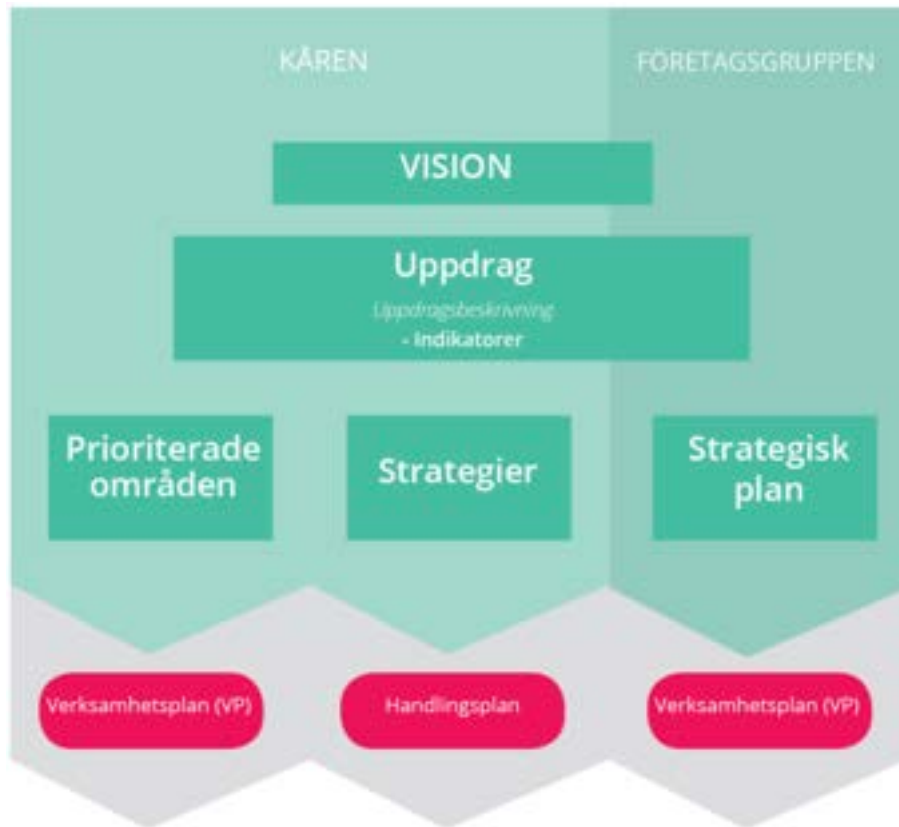 KÅREN
FÖRETAGSGRUPPEN
VISION
Uppdrag
Uppdragsbeskrivning
- Indikatorer
Prioriterade
områden
Strategier
Strategisk
plan
Verksamhetsplan (VP)
Handlingsplan
Verksamhetsplan (VP)